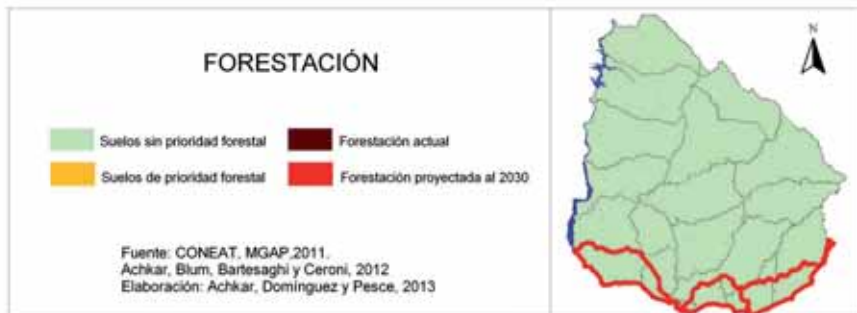 FORESTACIÓN
N
Suelos sin prioridad forestal
Forestación actual
Suelos de prioridad forestal
Forestación proyectada al 2030
Fuente: CONEAT, MGAP,2011.
Achkar, Blum, Bartesaghi y Ceroni, 2012
Elaboración: Achkar, Domínguez y Pesce, 2013